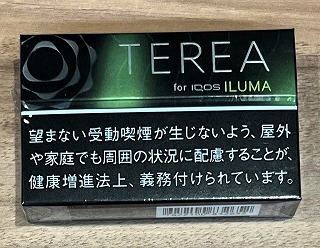 TEREA
for IQOS ILUMA
望まない受動喫煙が生じないよう、屋外
や家庭でも周囲の状況に配慮することが、
健康増進法上、義務付けられています。